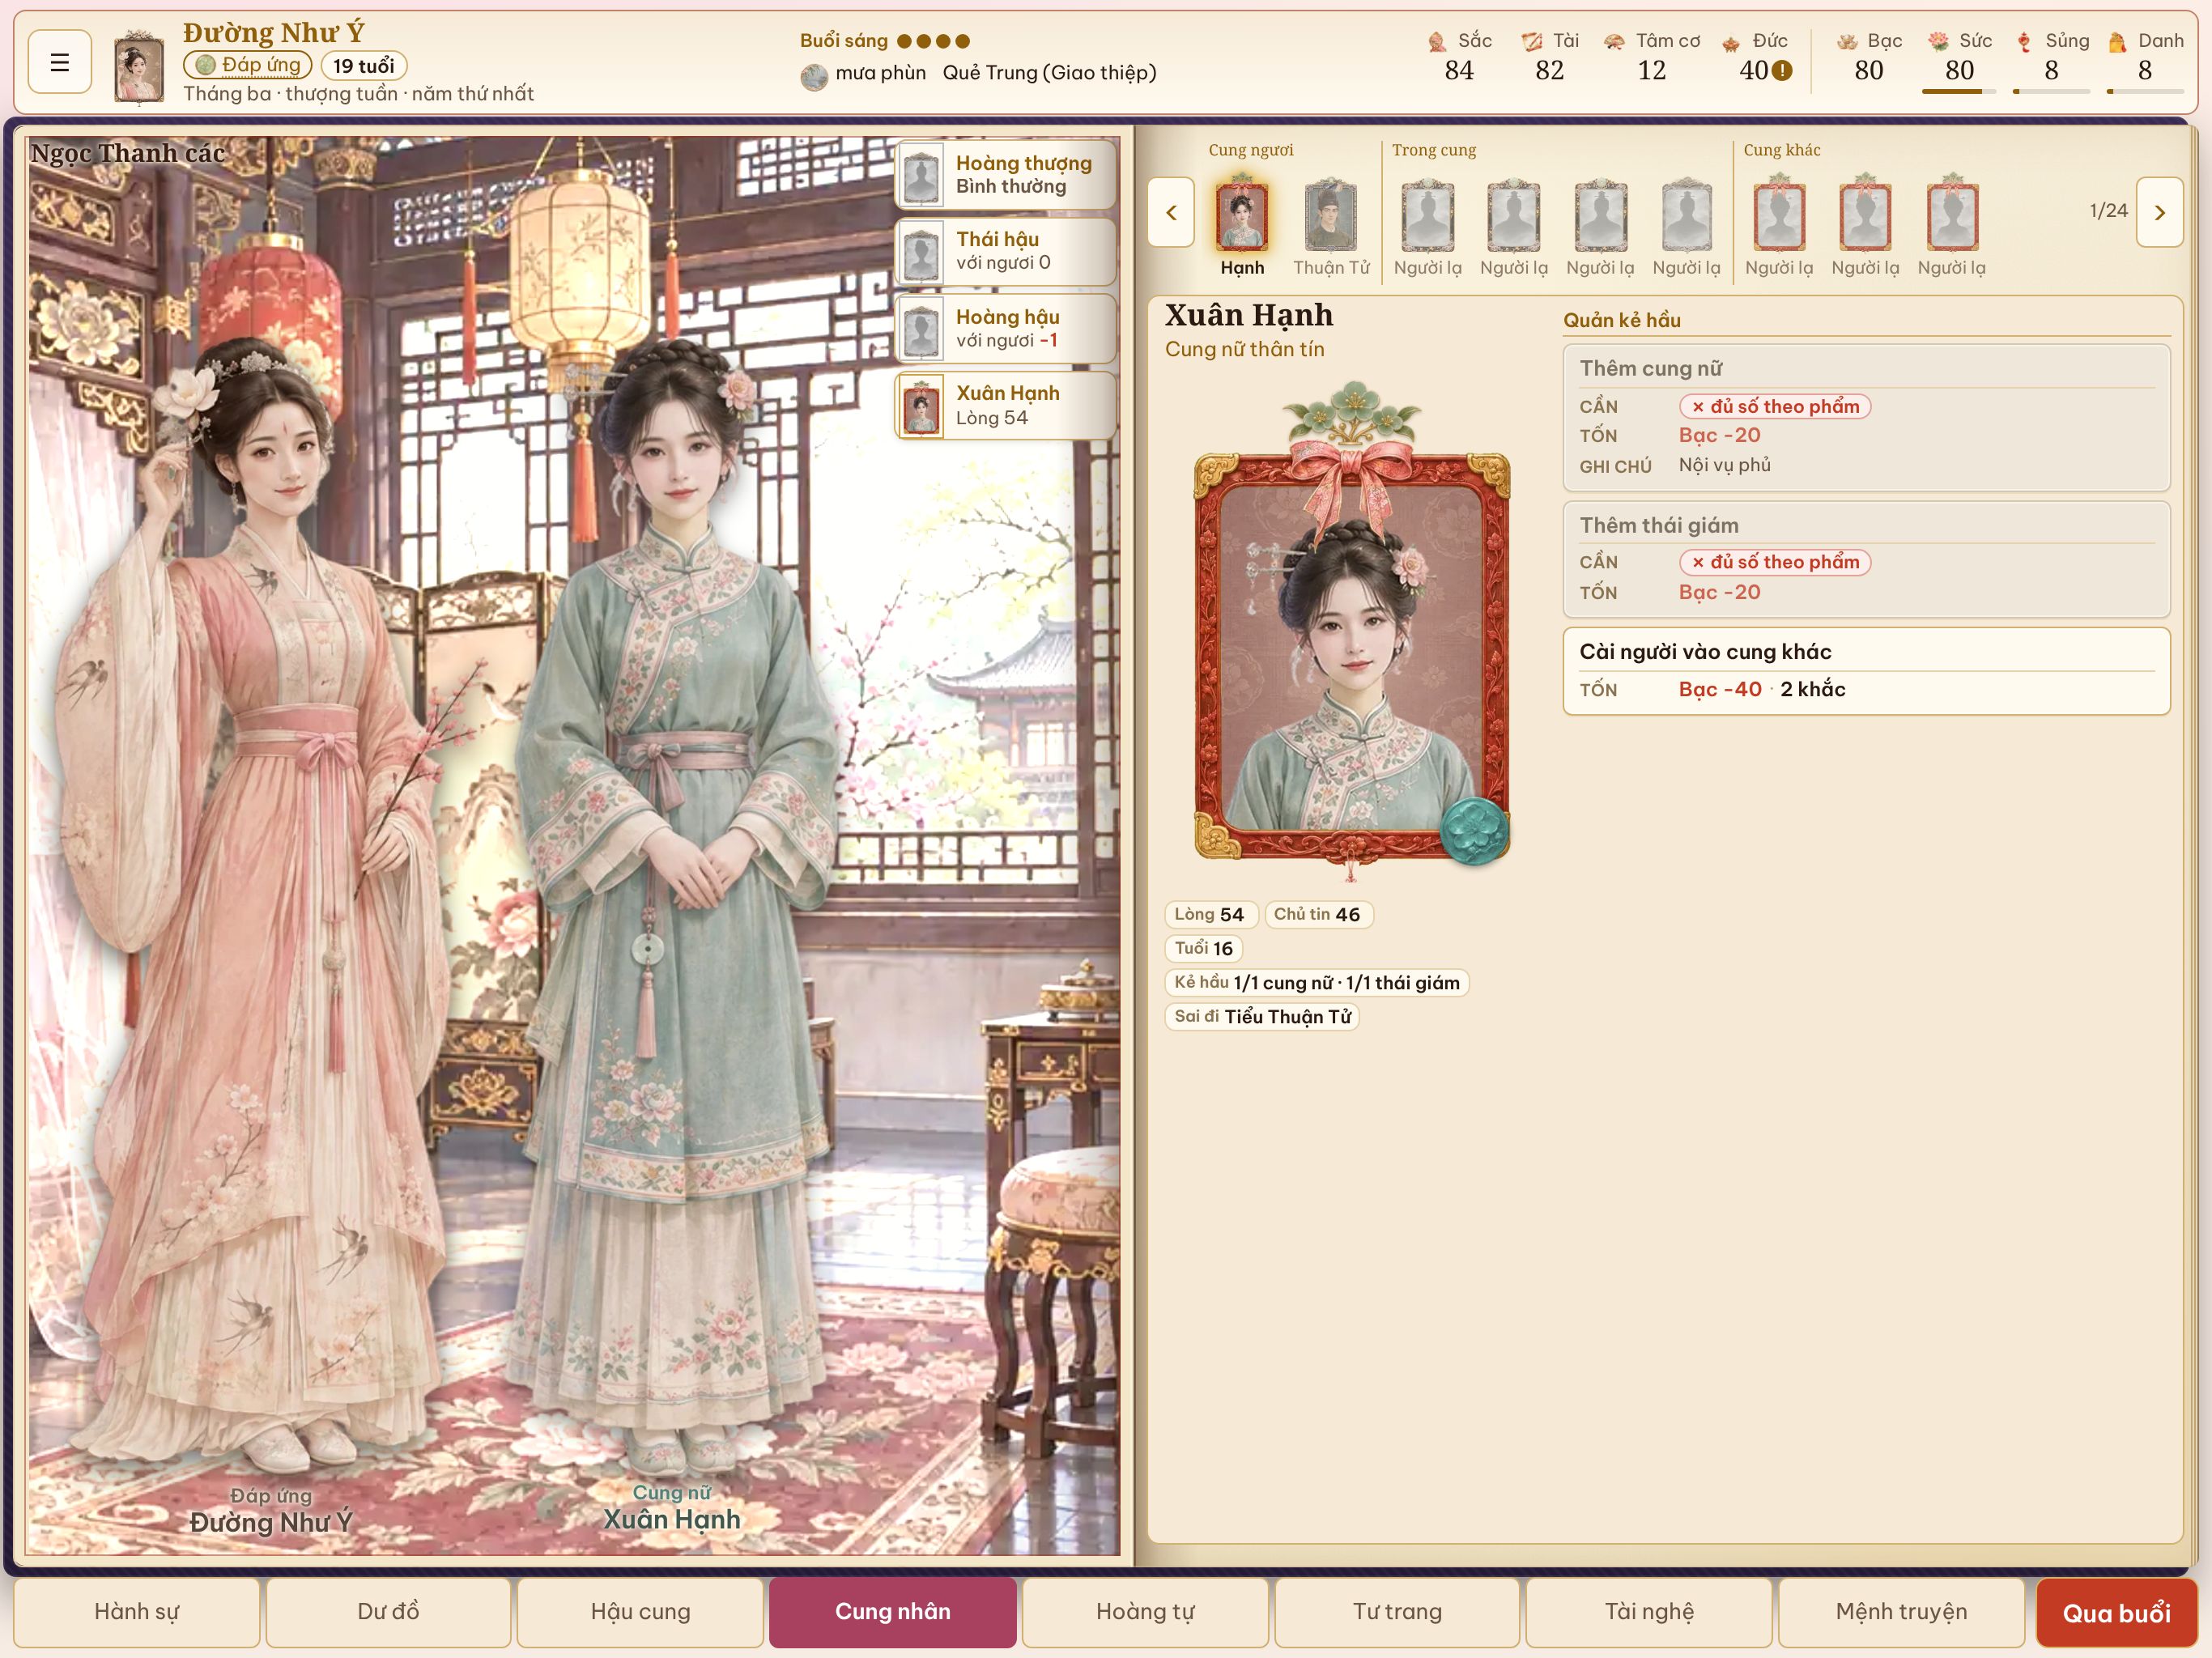 Đường Như Ý
Đáp ứng
19 tuổi
Tháng ba · thượng tuần · năm thứ nhất
Buổi sáng
mưa phùn Quẻ Trung (Giao thiệp)
Sắc
84
Tài
82
Tâm cơ
12
Đức
40!
Bạc
80
Sức
80
Sủng
8
Danh
8
Ngọc Thanh các
Hoàng thượng
Bình thường
Thái hậu
với ngươi 0
Hoàng hậu
với ngươi -1
Xuân Hạnh
Lòng 54
Đáp ứng
Đường Như Ý
Cung nữ
Xuân Hạnh
Cung ngươi
Trong cung
Cung khác
Hạnh
Thuận Tử
Người lạ
Người lạ
Người lạ
Người lạ
Người lạ
Người lạ
Người lạ
1/24
Xuân Hạnh
Cung nữ thân tín
Lòng 54
Chủ tin 46
Tuổi 16
Kẻ hầu 1/1 cung nữ · 1/1 thái giám
Sai đi Tiểu Thuận Tử
Quản kẻ hầu
Thêm cung nữ
CẦN × đủ số theo phẩm
TỐN Bạc -20
GHI CHÚ Nội vụ phủ
Thêm thái giám
CẦN × đủ số theo phẩm
TỐN Bạc -20
Cài người vào cung khác
TỐN Bạc -40 · 2 khắc
Hành sự
Dư đồ
Hậu cung
Cung nhân
Hoàng tự
Tư trang
Tài nghệ
Mệnh truyện
Qua buổi